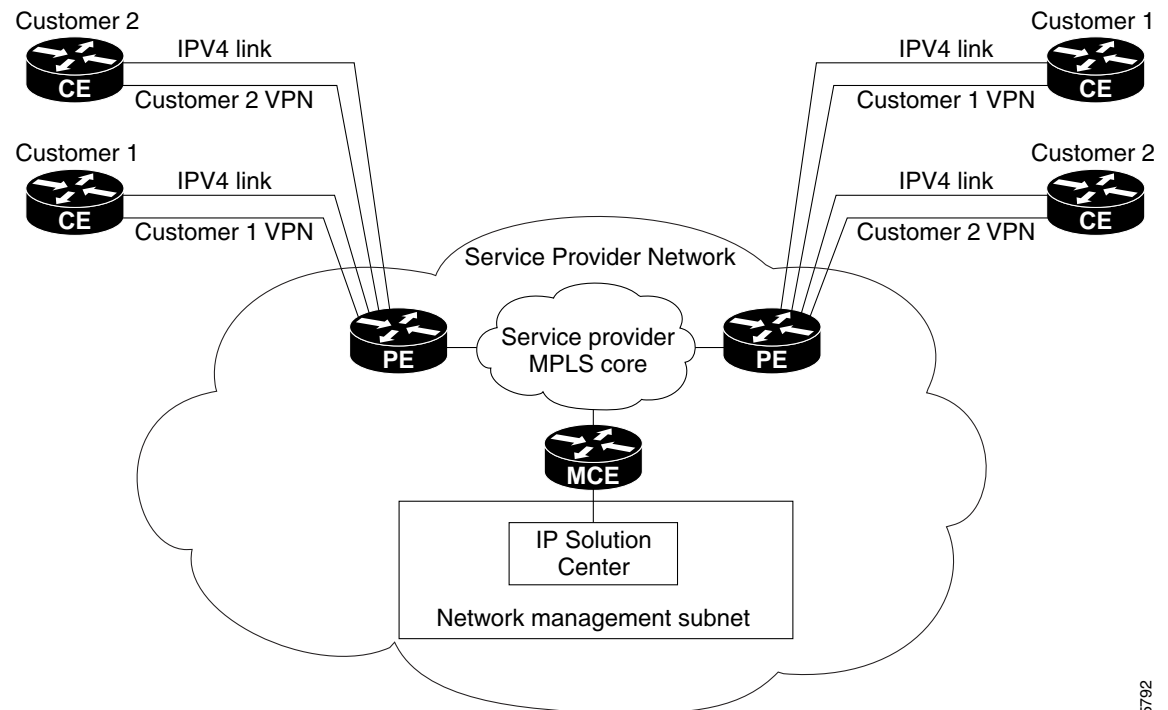 Customer 2
IPV4 link
CE
Customer 2 VPN
Customer 1
IPV4 link
CE
Customer 1 VPN
Customer 1
IPV4 link
CE
Customer 1 VPN
Customer 2
IPV4 link
CE
Customer 2 VPN
Service Provider Network
PE
Service provider
MPLS core
PE
MCE
IP Solution
Center
Network management subnet